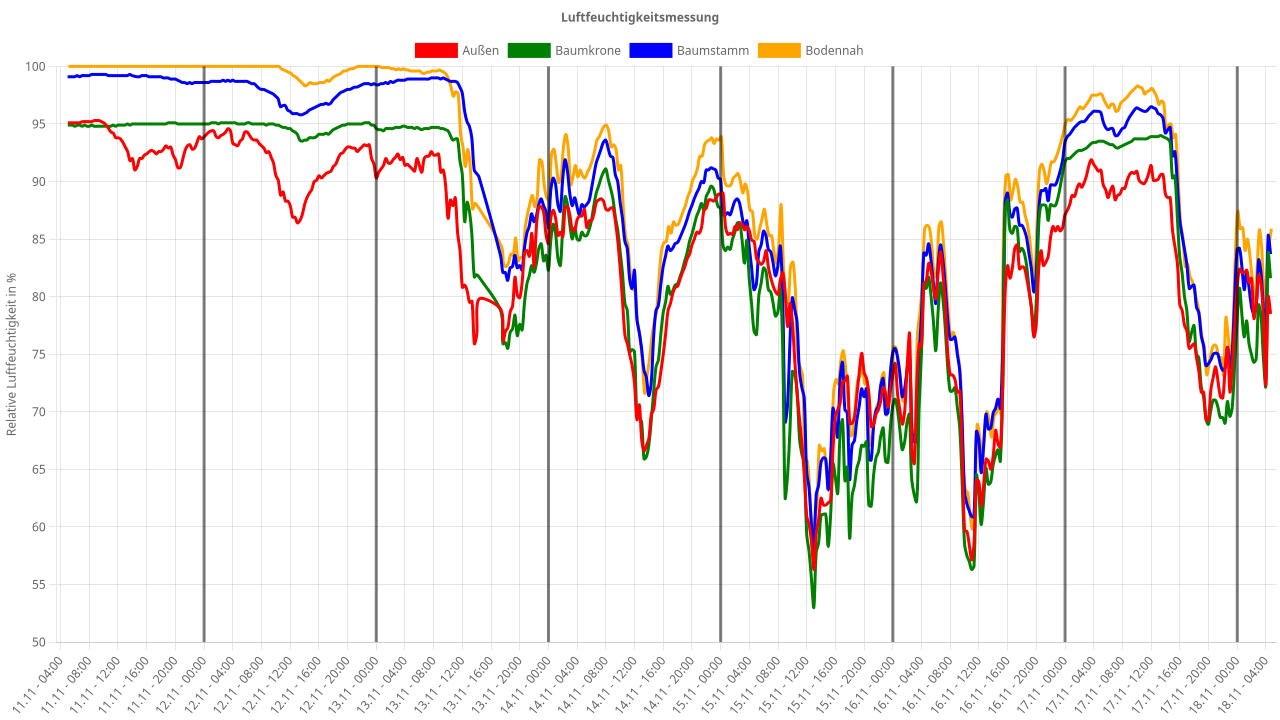 Luftfeuchtigkeitsmessung
Außen Baumkrone Baumstamm Bodennah
Relative Luftfeuchtigkeit in %
100
95
90
85
80
75
70
65
60
55
50
11.11 - 04:00
11.11 - 08:00
11.11 - 12:00
11.11 - 16:00
11.11 - 20:00
12.11 - 00:00
12.11 - 04:00
12.11 - 08:00
12.11 - 12:00
12.11 - 16:00
12.11 - 20:00
13.11 - 00:00
13.11 - 04:00
13.11 - 08:00
13.11 - 12:00
13.11 - 16:00
13.11 - 20:00
14.11 - 00:00
14.11 - 04:00
14.11 - 08:00
14.11 - 12:00
14.11 - 16:00
14.11 - 20:00
15.11 - 00:00
15.11 - 04:00
15.11 - 08:00
15.11 - 12:00
15.11 - 16:00
15.11 - 20:00
16.11 - 00:00
16.11 - 04:00
16.11 - 08:00
16.11 - 12:00
16.11 - 16:00
16.11 - 20:00
17.11 - 00:00
17.11 - 04:00
17.11 - 08:00
17.11 - 12:00
17.11 - 16:00
17.11 - 20:00
18.11 - 00:00
18.11 - 04:00